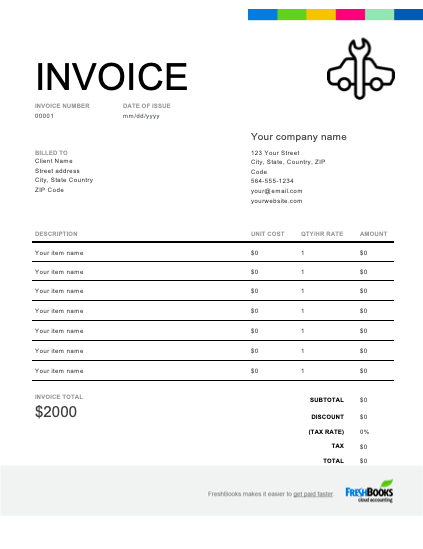 INVOICE
INVOICE NUMBER DATE OF ISSUE
00001 mm/dd/yyyy
Your company name
123 Your Street
City, State, Country, ZIP
Code
564-555-1234
your@email.com
yourwebsite.com
BILLED TO
Client Name
Street address
City, State Country
ZIP Code
DESCRIPTION UNIT COST QTY/HR RATE AMOUNT
Your item name $0 1 $0
Your item name $0 1 $0
Your item name $0 1 $0
Your item name $0 1 $0
Your item name $0 1 $0
Your item name $0 1 $0
Your item name $0 1 $0
INVOICE TOTAL
$2000
SUBTOTAL $0
DISCOUNT $0
(TAX RATE) 0%
TAX $0
TOTAL $0
FreshBooks makes it easier to get paid faster.
FRESHBOOKS
cloud accounting